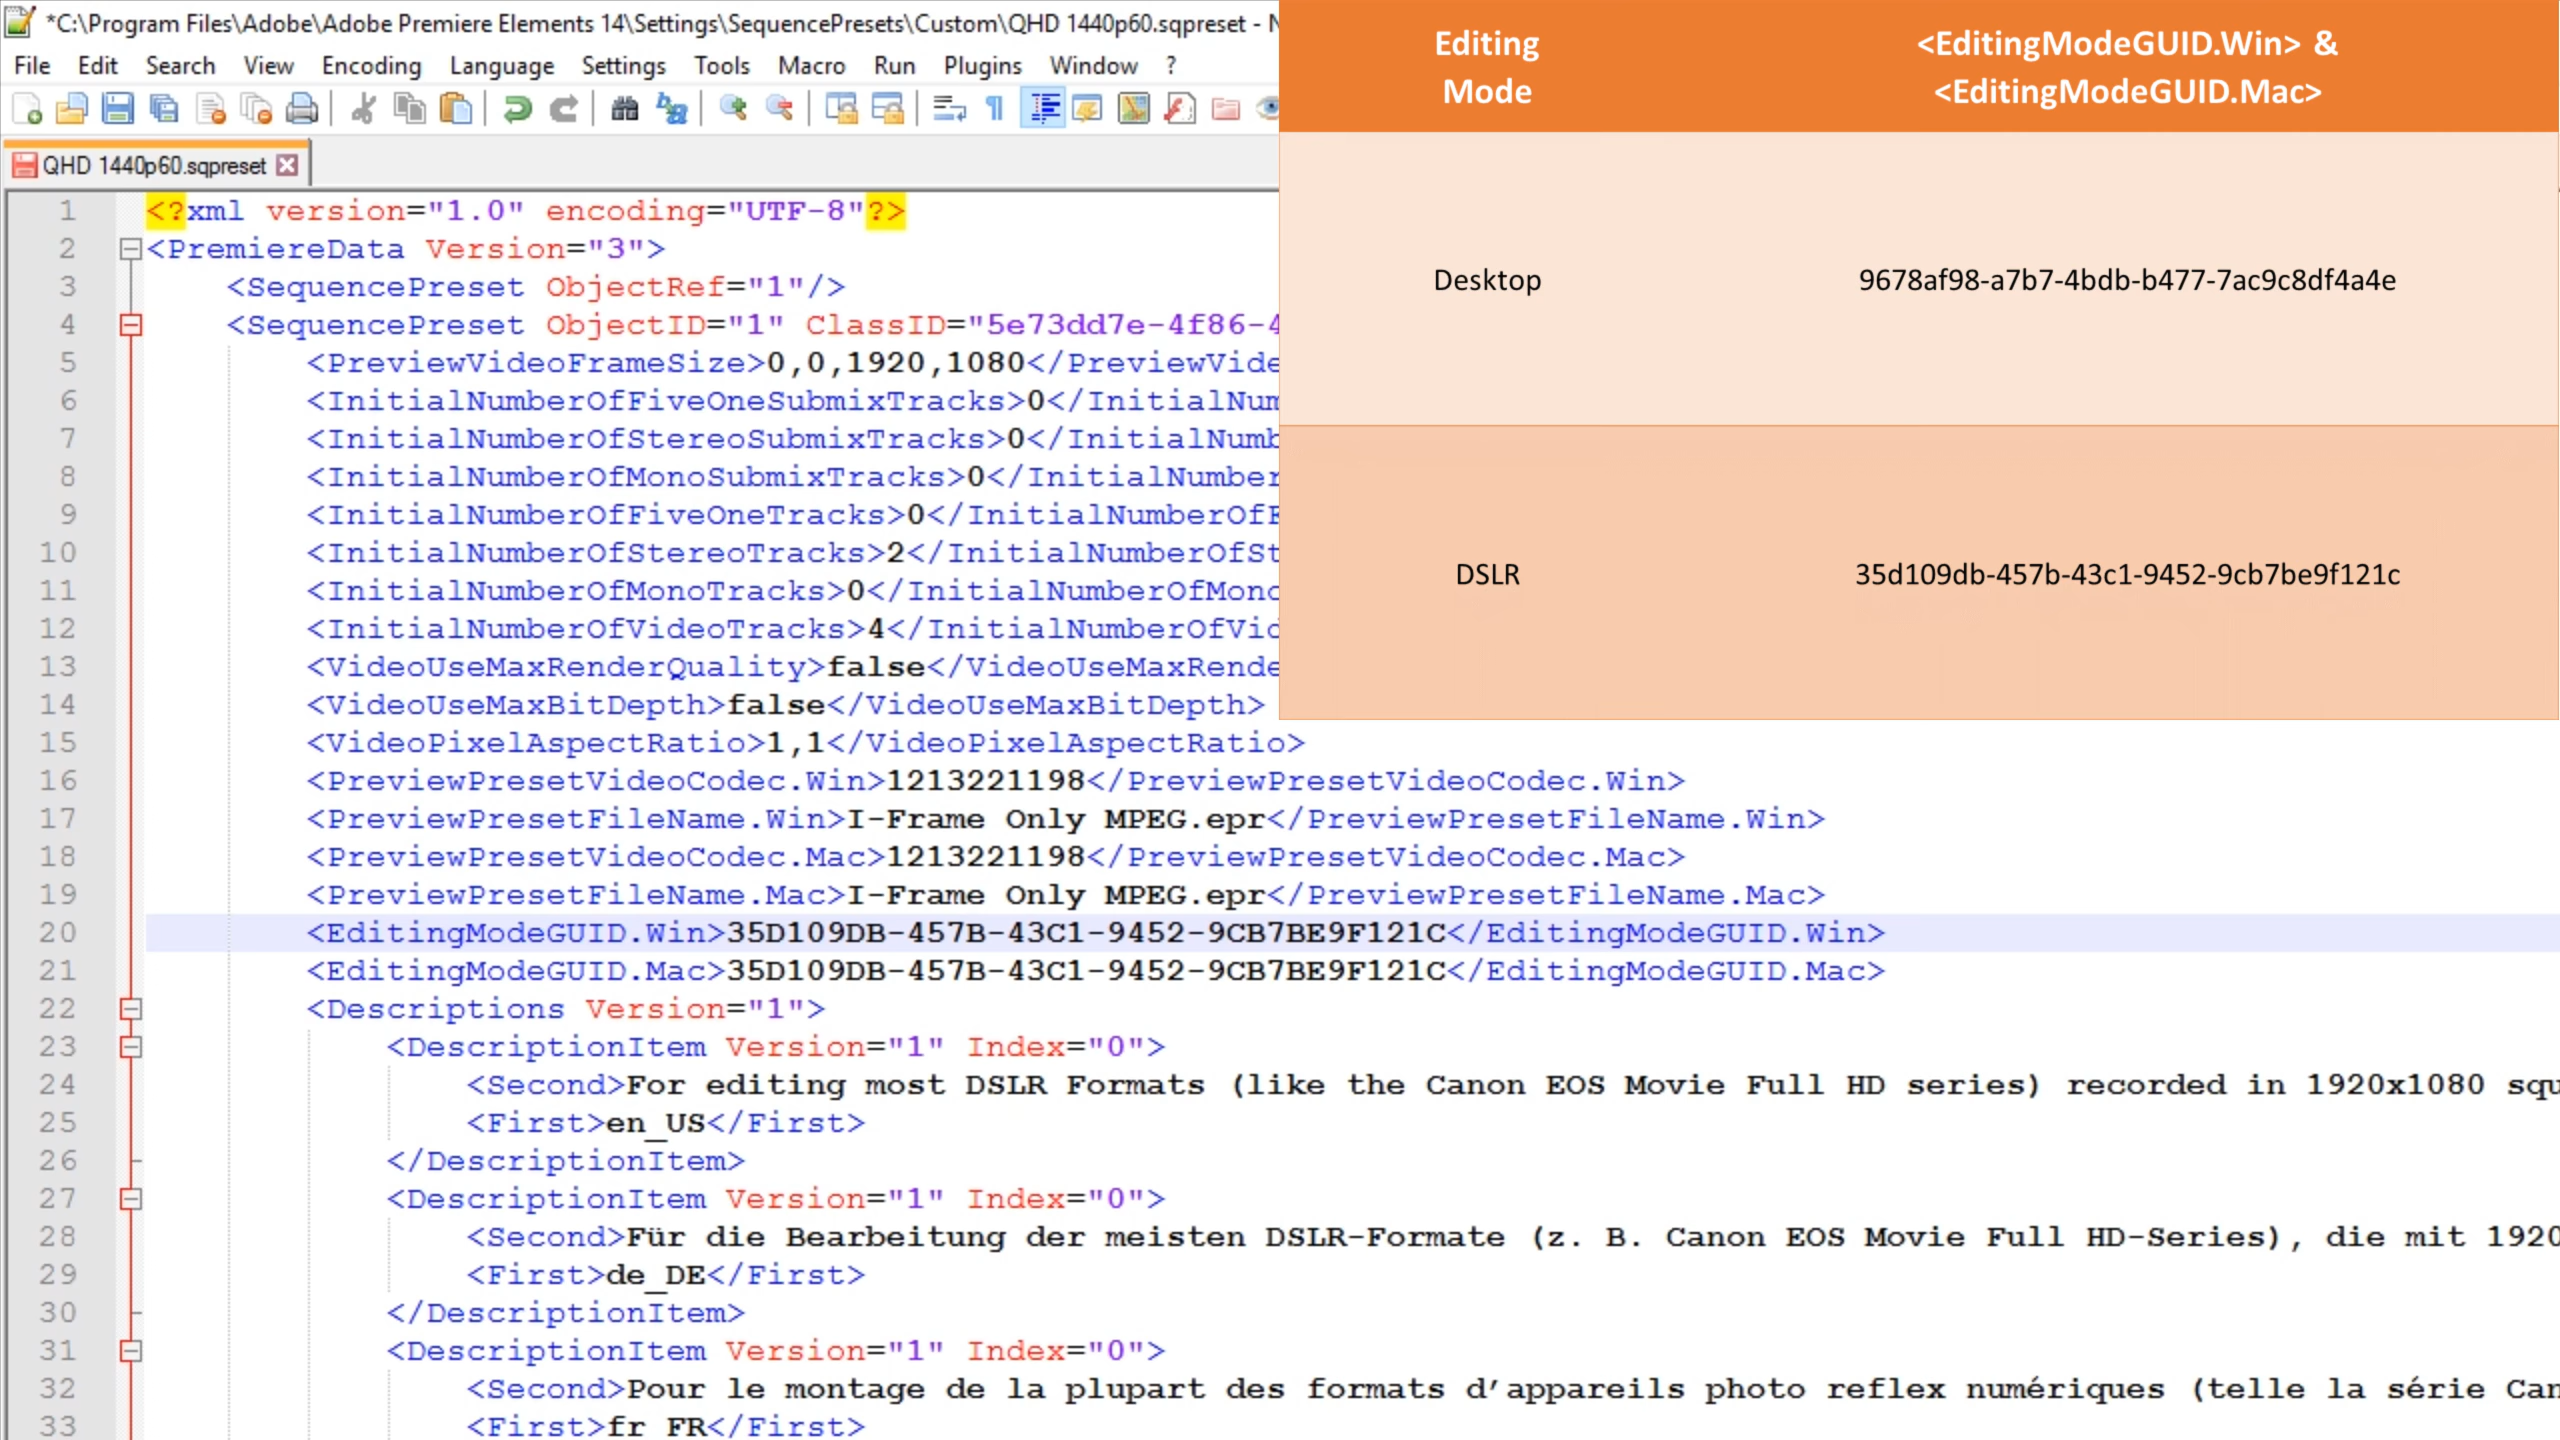 *C:\Program Files\Adobe\Adobe Premiere Elements 14\Settings\SequencePresets\Custom\QHD 1440p60.sqpreset - N
File Edit Search View Encoding Language Settings Tools Macro Run Plugins Window ?
QHD 1440p60.sqpreset
1 <?xml version="1.0" encoding="UTF-8"?>
2 <PremiereData Version="3">
3 <SequencePreset ObjectRef="1"/>
4 <SequencePreset ObjectID="1" ClassID="5e73dd7e-4f86-4
5 <PreviewVideoFrameSize>0,0,1920,1080</PreviewVide
6 <InitialNumberOfFiveOneSubmixTracks>0</InitialNum
7 <InitialNumberOfStereoSubmixTracks>0</InitialNumb
8 <InitialNumberOfMonoSubmixTracks>0</InitialNumber
9 <InitialNumberOfFiveOneTracks>0</InitialNumberOfF
10 <InitialNumberOfStereoTracks>2</InitialNumberOfSt
11 <InitialNumberOfMonoTracks>0</InitialNumberOfMono
12 <InitialNumberOfVideoTracks>4</InitialNumberOfVid
13 <VideoUseMaxRenderQuality>false</VideoUseMaxRende
14 <VideoUseMaxBitDepth>false</VideoUseMaxBitDepth>
15 <VideoPixelAspectRatio>1,1</VideoPixelAspectRatio>
16 <PreviewPresetVideoCodec.Win>1213221198</PreviewPresetVideoCodec.Win>
17 <PreviewPresetFileName.Win>I-Frame Only MPEG.epr</PreviewPresetFileName.Win>
18 <PreviewPresetVideoCodec.Mac>1213221198</PreviewPresetVideoCodec.Mac>
19 <PreviewPresetFileName.Mac>I-Frame Only MPEG.epr</PreviewPresetFileName.Mac>
20 <EditingModeGUID.Win>35D109DB-457B-43C1-9452-9CB7BE9F121C</EditingModeGUID.Win>
21 <EditingModeGUID.Mac>35D109DB-457B-43C1-9452-9CB7BE9F121C</EditingModeGUID.Mac>
22 <Descriptions Version="1">
23 <DescriptionItem Version="1" Index="0">
24 <Second>For editing most DSLR Formats (like the Canon EOS Movie Full HD series) recorded in 1920x1080 squ
25 <First>en_US</First>
26 </DescriptionItem>
27 <DescriptionItem Version="1" Index="0">
28 <Second>Für die Bearbeitung der meisten DSLR-Formate (z. B. Canon EOS Movie Full HD-Series), die mit 1920
29 <First>de_DE</First>
30 </DescriptionItem>
31 <DescriptionItem Version="1" Index="0">
32 <Second>Pour le montage de la plupart des formats d’appareils photo reflex numériques (telle la série Can
33 <First>fr_FR</First>
Editing
Mode
<EditingModeGUID.Win> &
<EditingModeGUID.Mac>
Desktop 9678af98-a7b7-4bdb-b477-7ac9c8df4a4e
DSLR 35d109db-457b-43c1-9452-9cb7be9f121c